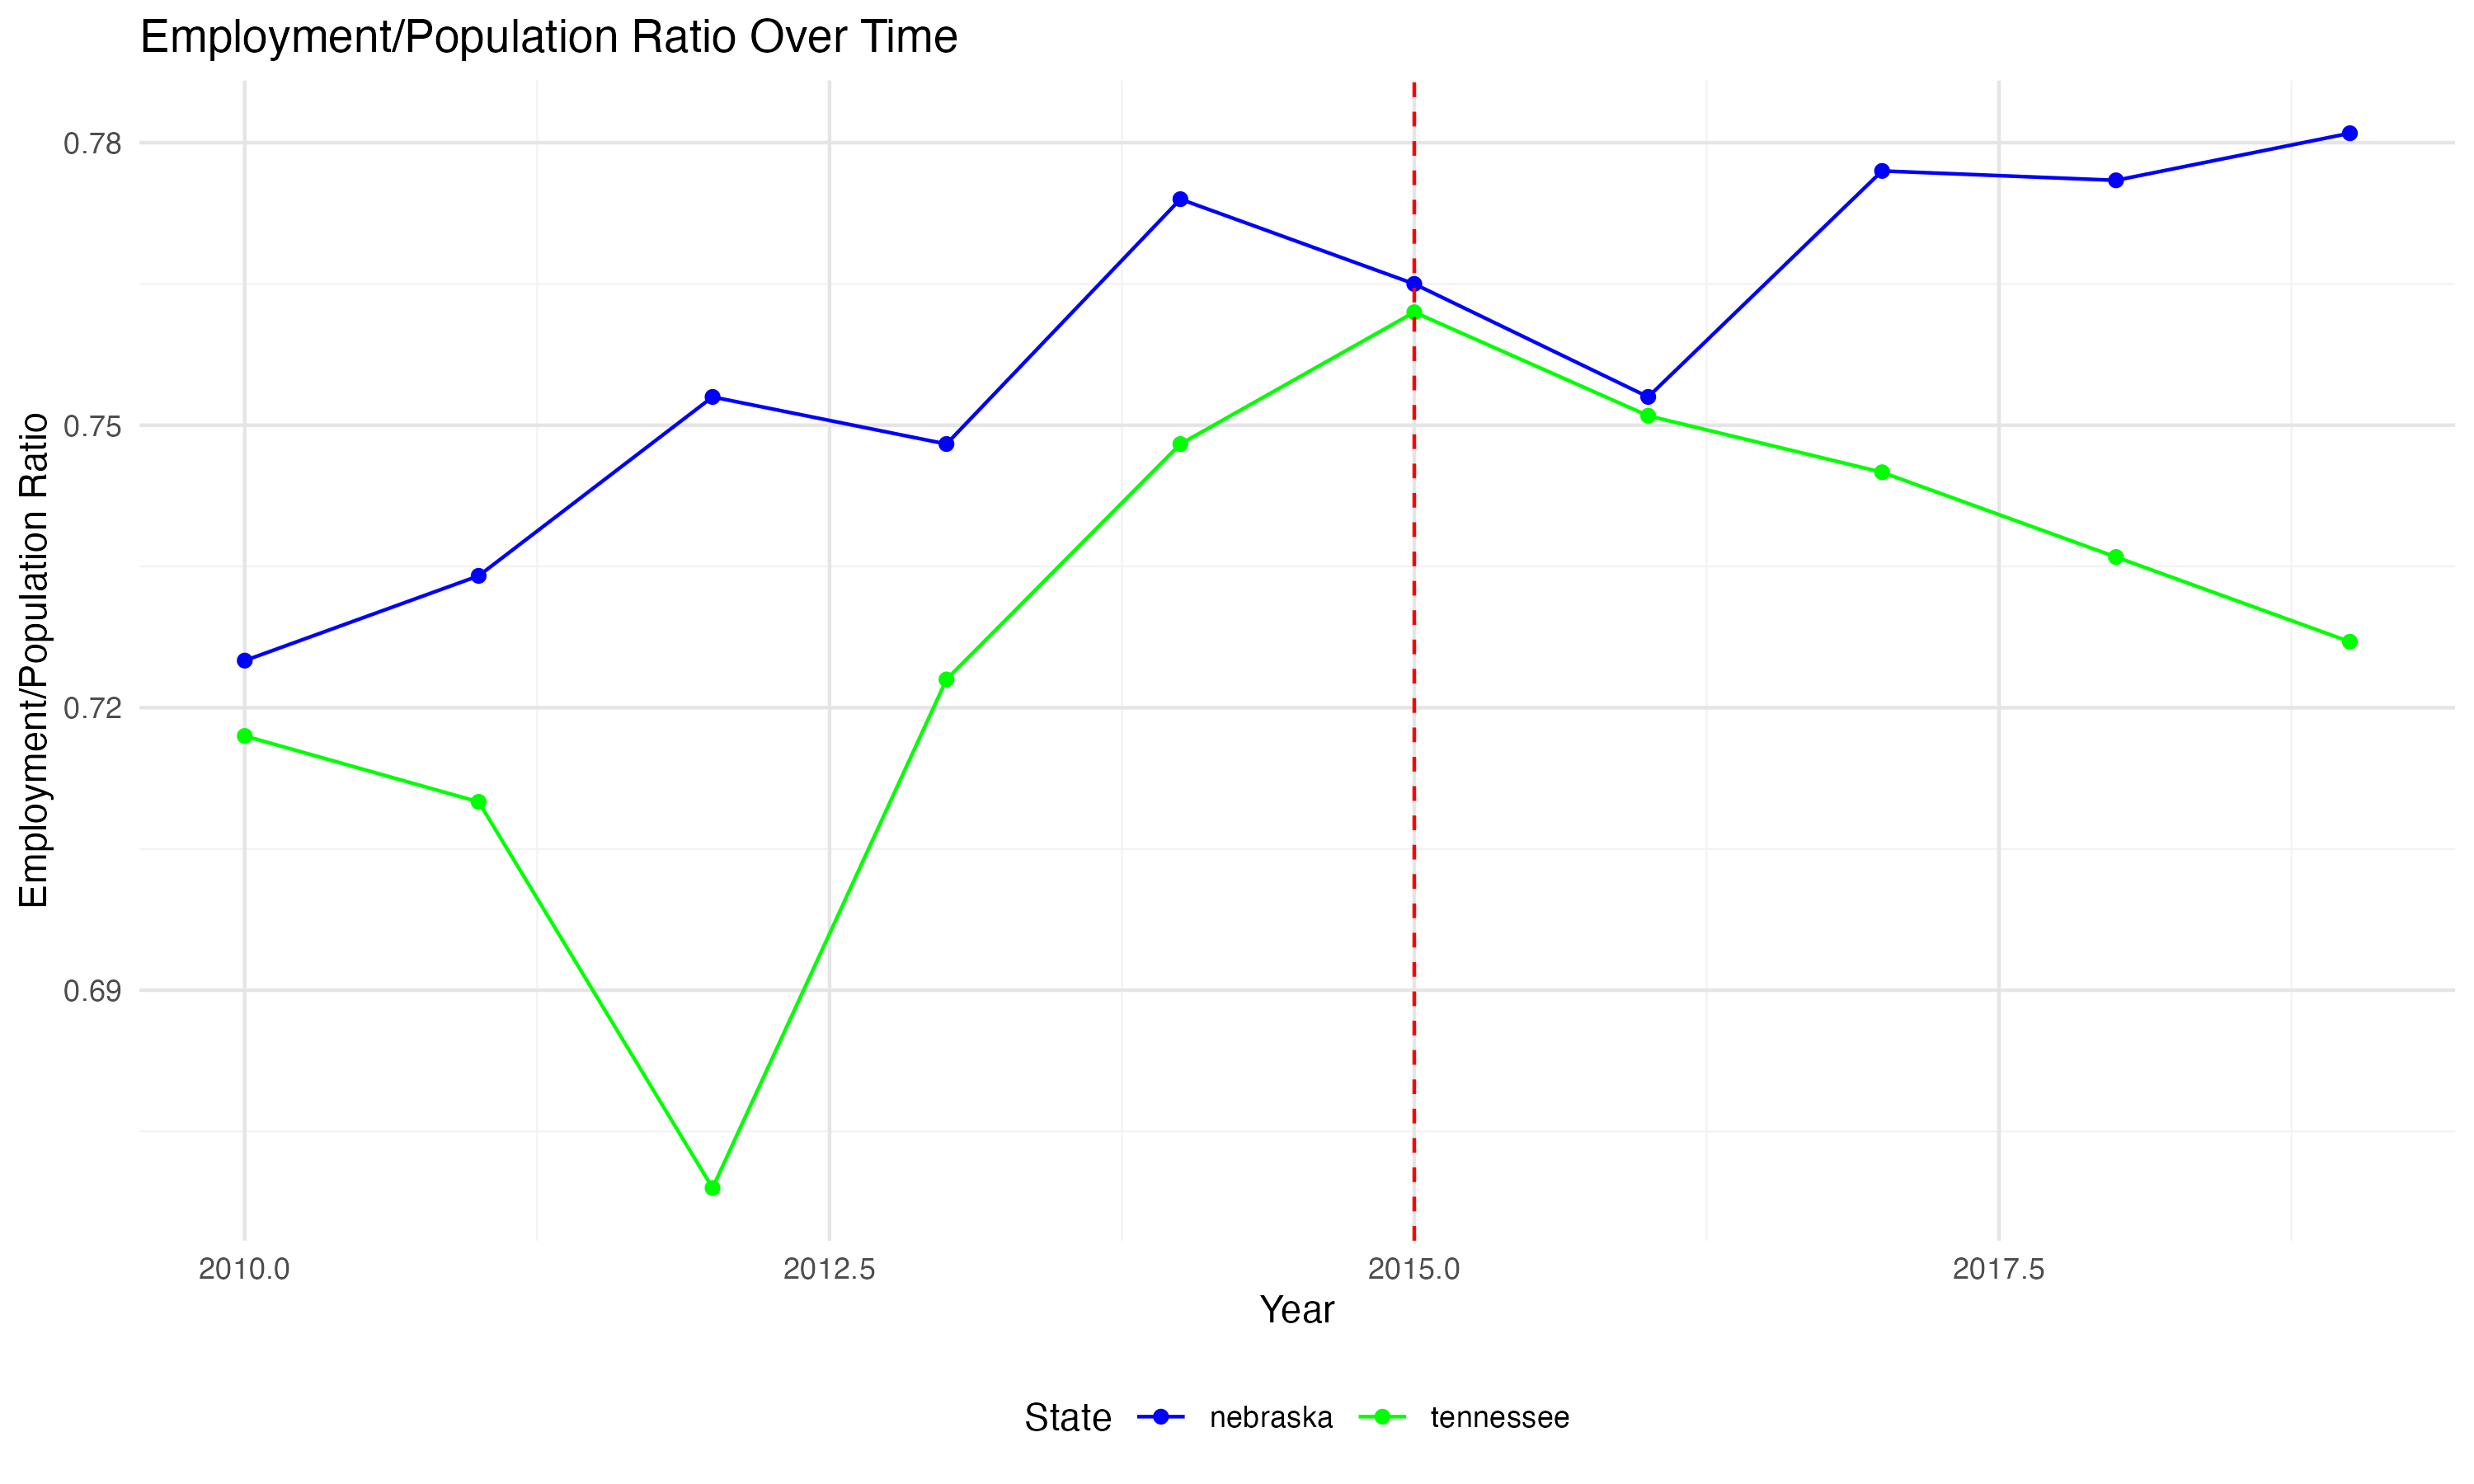 Employment/Population Ratio Over Time
Employment/Population Ratio
0.78
0.75
0.72
0.69
2010.0 2012.5 2015.0 2017.5
Year
State nebraska tennessee